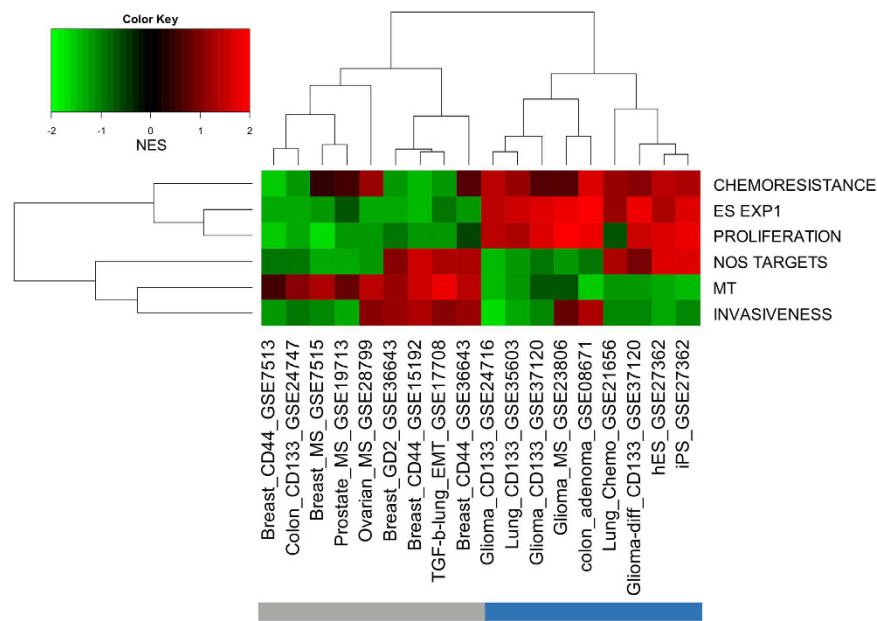 Color Key
-2 -1 0 1 2
NES
CHEMORESISTANCE
ES EXP1
PROLIFERATION
NOS TARGETS
MT
INVASIVENESS
Breast_CD44_GSE7513
Colon_CD133_GSE24747
Breast_MS_GSE7515
Prostate_MS_GSE19713
Ovarian_MS_GSE28799
Breast_GD2_GSE36643
Breast_CD44_GSE15192
TGF-b-lung_EMT_GSE17708
Breast_CD44_GSE36643
Glioma_CD133_GSE24716
Lung_CD133_GSE35603
Glioma_CD133_GSE37120
Glioma_MS_GSE23806
colon_adenoma_GSE08671
Lung_Chemo_GSE21656
Glioma-diff_CD133_GSE37120
hES_GSE27362
iPS_GSE27362